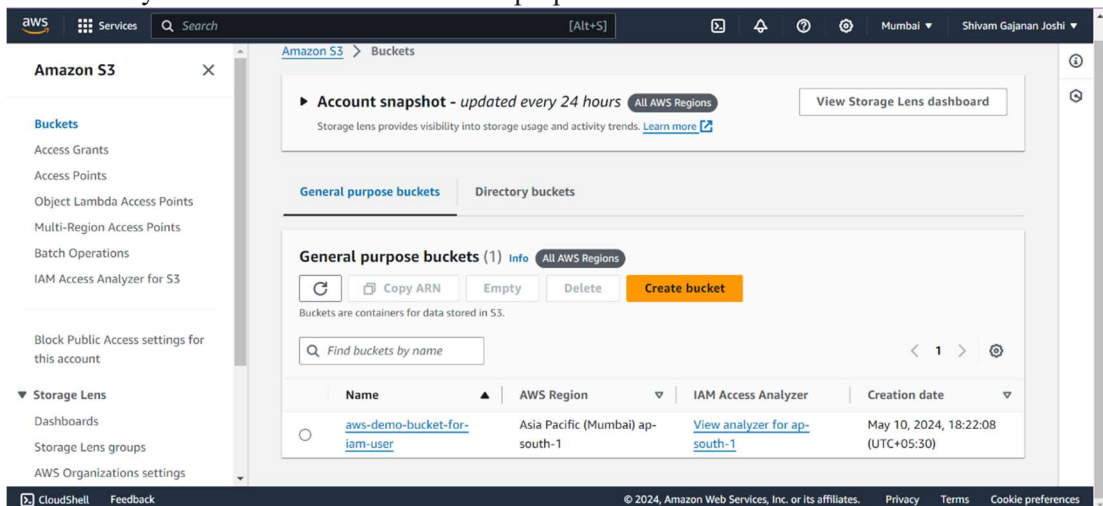 aws
Services
Search
[Alt+S]
Mumbai ▼
Shivam Gajanan Joshi ▼
Amazon S3
Buckets
Access Grants
Access Points
Object Lambda Access Points
Multi-Region Access Points
Batch Operations
IAM Access Analyzer for S3
Block Public Access settings for
this account
▼ Storage Lens
Dashboards
Storage Lens groups
AWS Organizations settings
Amazon S3 > Buckets
▶ Account snapshot - updated every 24 hours All AWS Regions
View Storage Lens dashboard
Storage lens provides visibility into storage usage and activity trends. Learn more
General purpose buckets Directory buckets
General purpose buckets (1) Info All AWS Regions
Copy ARN Empty Delete Create bucket
Buckets are containers for data stored in S3.
Find buckets by name
< 1 >
Name ▲ AWS Region ▽ IAM Access Analyzer Creation date ▽
aws-demo-bucket-for-
iam-user
Asia Pacific (Mumbai) ap-
south-1
View analyzer for ap-
south-1
May 10, 2024, 18:22:08
(UTC+05:30)
CloudShell Feedback
© 2024, Amazon Web Services, Inc. or its affiliates. Privacy Terms Cookie preferences